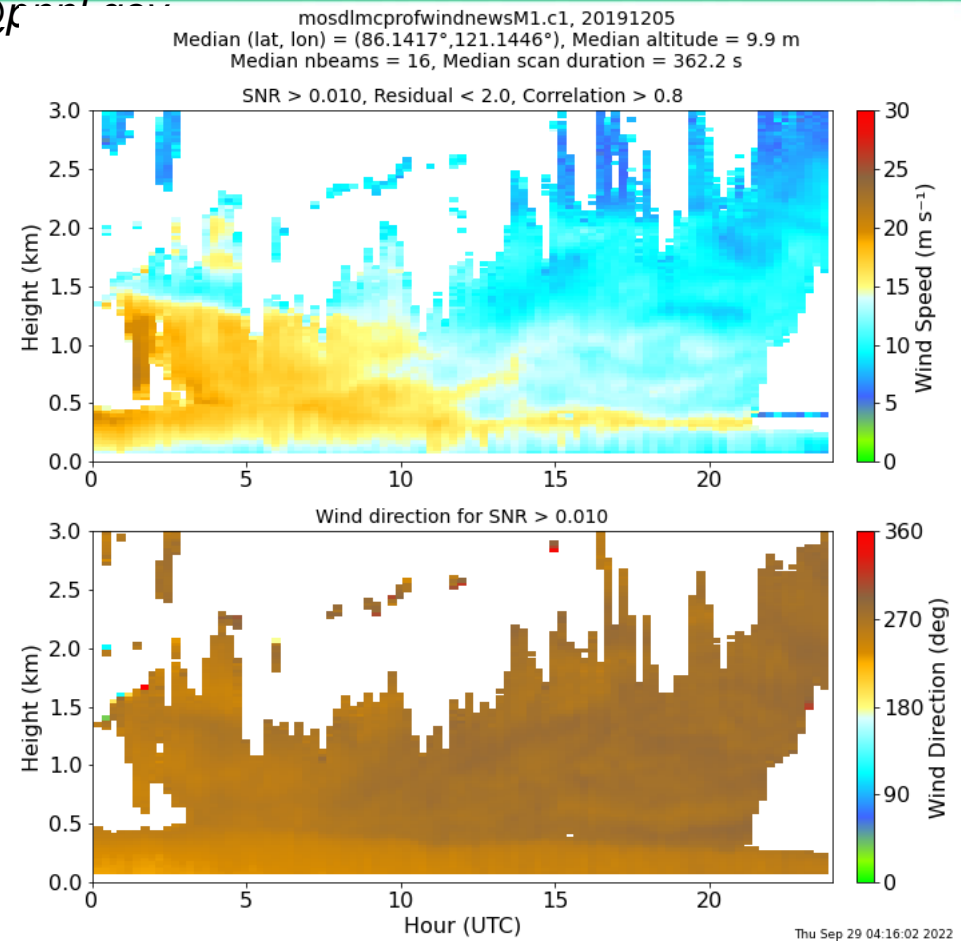 mosdlmcprofwindnewsM1.c1, 20191205
Median (lat, lon) = (86.1417°,121.1446°), Median altitude = 9.9 m
Median nbeams = 16, Median scan duration = 362.2 s
SNR > 0.010, Residual < 2.0, Correlation > 0.8
3.0
2.5
2.0
1.5
1.0
0.5
0.0
Height (km)
0 5 10 15 20
30
25
20
15
10
5
0
Wind Speed (m s⁻¹)
Wind direction for SNR > 0.010
3.0
2.5
2.0
1.5
1.0
0.5
0.0
Height (km)
0 5 10 15 20
Hour (UTC)
360
270
180
90
0
Wind Direction (deg)
Thu Sep 29 04:16:02 2022